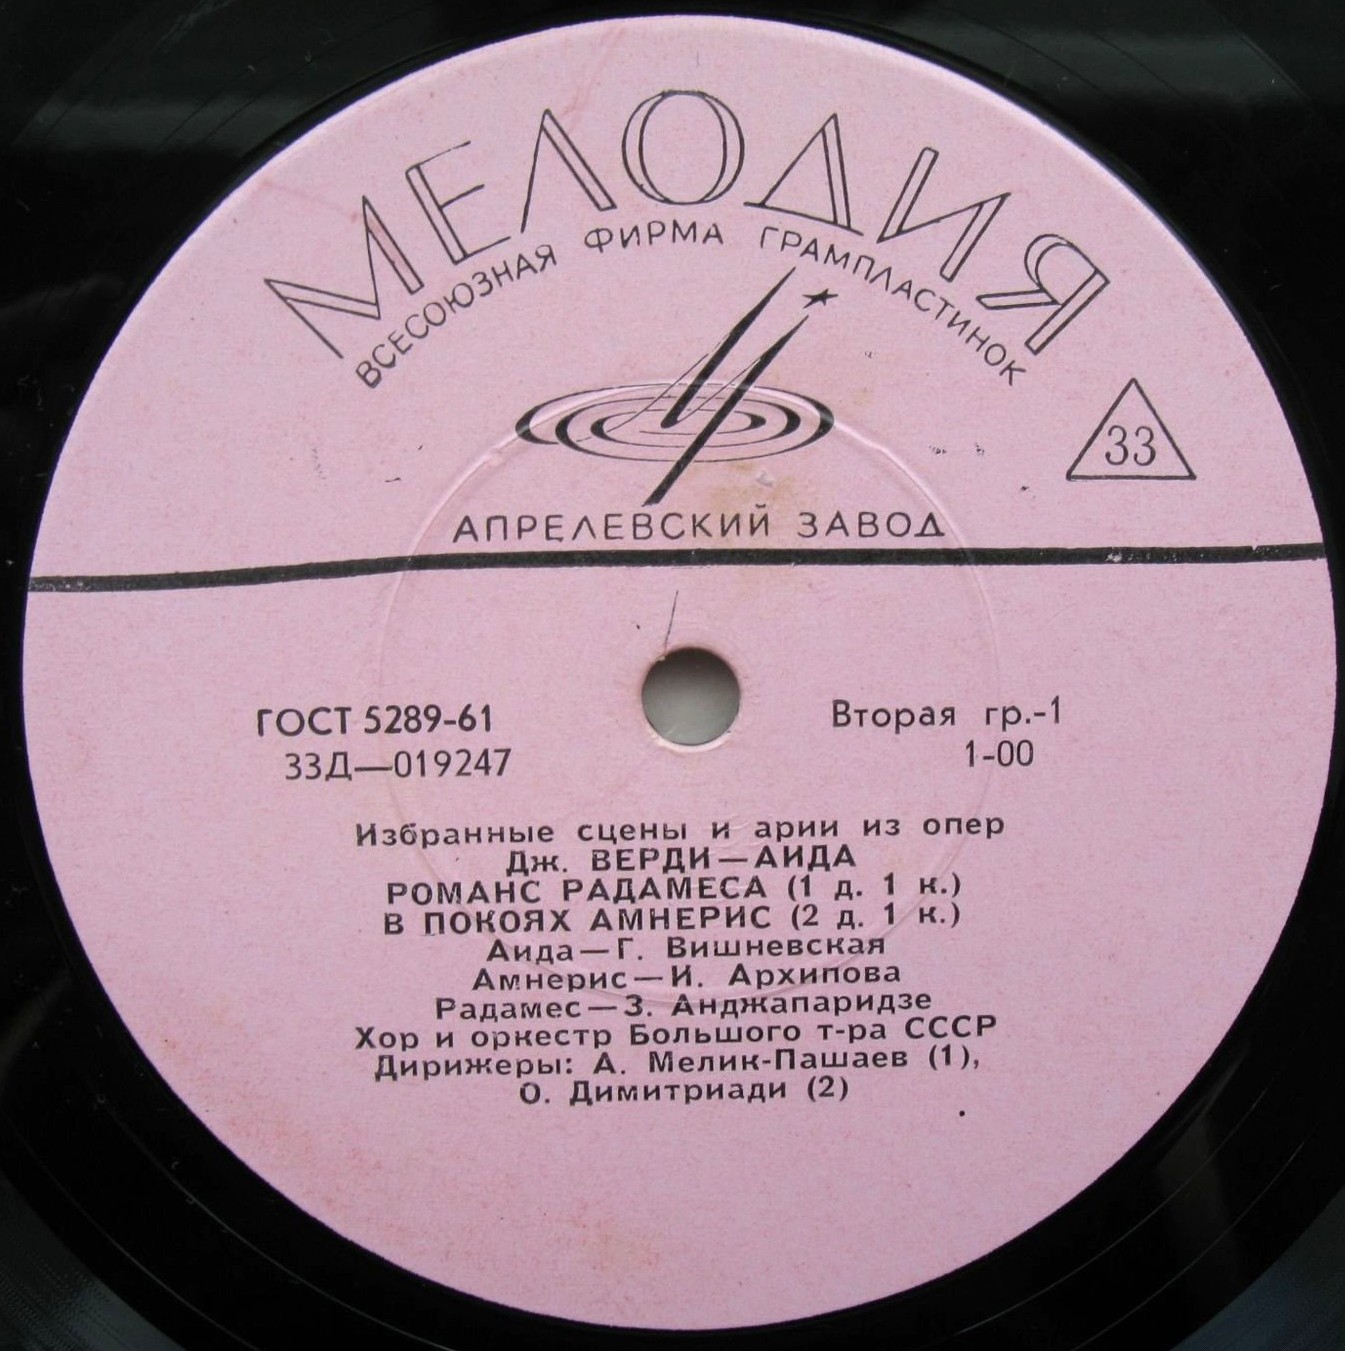 МЕЛОДИЯ
ВСЕСОЮЗНАЯ ФИРМА ГРАМПЛАСТИНОК
33
АПРЕЛЕВСКИЙ ЗАВОД
ГОСТ 5289-61
Вторая гр.-1
33Д—019247
1-00
Избранные сцены и арии из опер
Дж. ВЕРДИ—АИДА
РОМАНС РАДАМЕСА (1 д. 1 к.)
В ПОКОЯХ АМНЕРИС (2 д. 1 к.)
Аида—Г. Вишневская
Амнерис—И. Архипова
Радамес—З. Анджапаридзе
Хор и оркестр Большого т-ра СССР
Дирижеры: А. Мелик-Пашаев (1),
О. Димитриади (2)